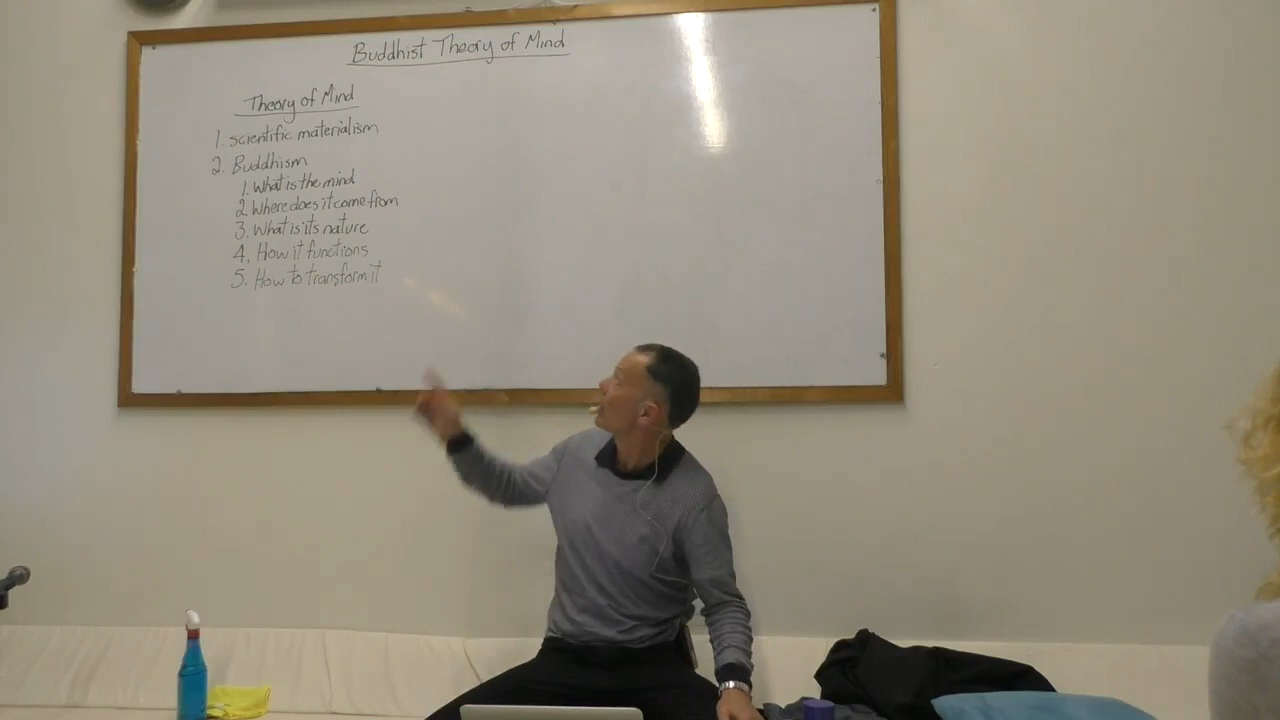 Buddhist Theory of Mind
Theory of Mind
1. scientific materialism
2. Buddhism
1. What is the mind
2. Where does it come from
3. What is its nature
4. How it functions
5. How to transform it